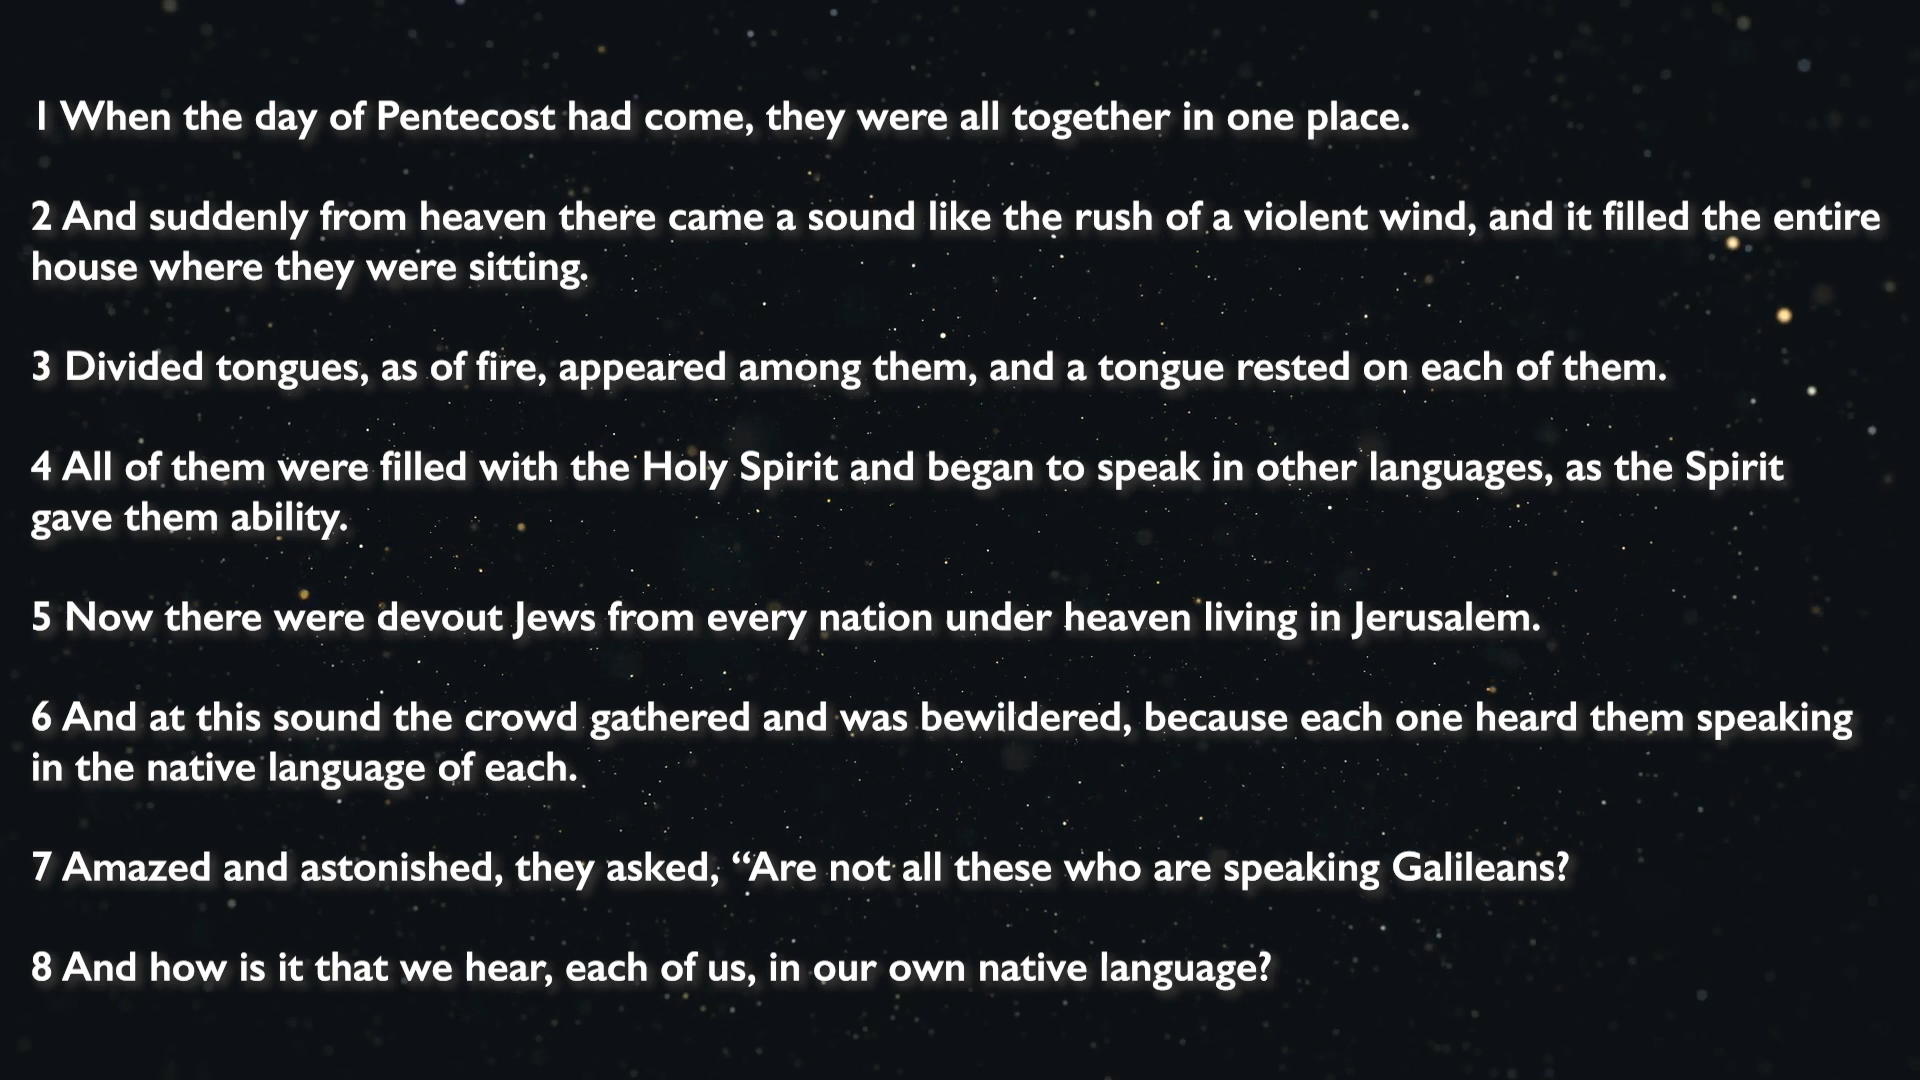 1 When the day of Pentecost had come, they were all together in one place.
2 And suddenly from heaven there came a sound like the rush of a violent wind, and it filled the entire
house where they were sitting.
3 Divided tongues, as of fire, appeared among them, and a tongue rested on each of them.
4 All of them were filled with the Holy Spirit and began to speak in other languages, as the Spirit
gave them ability.
5 Now there were devout Jews from every nation under heaven living in Jerusalem.
6 And at this sound the crowd gathered and was bewildered, because each one heard them speaking
in the native language of each.
7 Amazed and astonished, they asked, “Are not all these who are speaking Galileans?
8 And how is it that we hear, each of us, in our own native language?